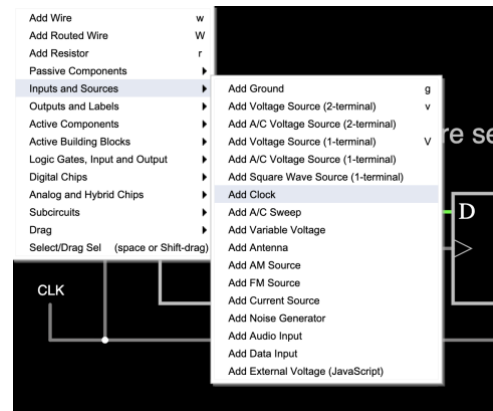 Add Wire w
Add Routed Wire W
Add Resistor r
Passive Components
Inputs and Sources
Outputs and Labels
Active Components
Active Building Blocks
Logic Gates, Input and Output
Digital Chips
Analog and Hybrid Chips
Subcircuits
Drag
Select/Drag Sel (space or Shift-drag)
Add Ground g
Add Voltage Source (2-terminal) v
Add A/C Voltage Source (2-terminal)
Add Voltage Source (1-terminal) V
Add A/C Voltage Source (1-terminal)
Add Square Wave Source (1-terminal)
Add Clock
Add A/C Sweep
Add Variable Voltage
Add Antenna
Add AM Source
Add FM Source
Add Current Source
Add Noise Generator
Add Audio Input
Add Data Input
Add External Voltage (JavaScript)
re se
D
CLK